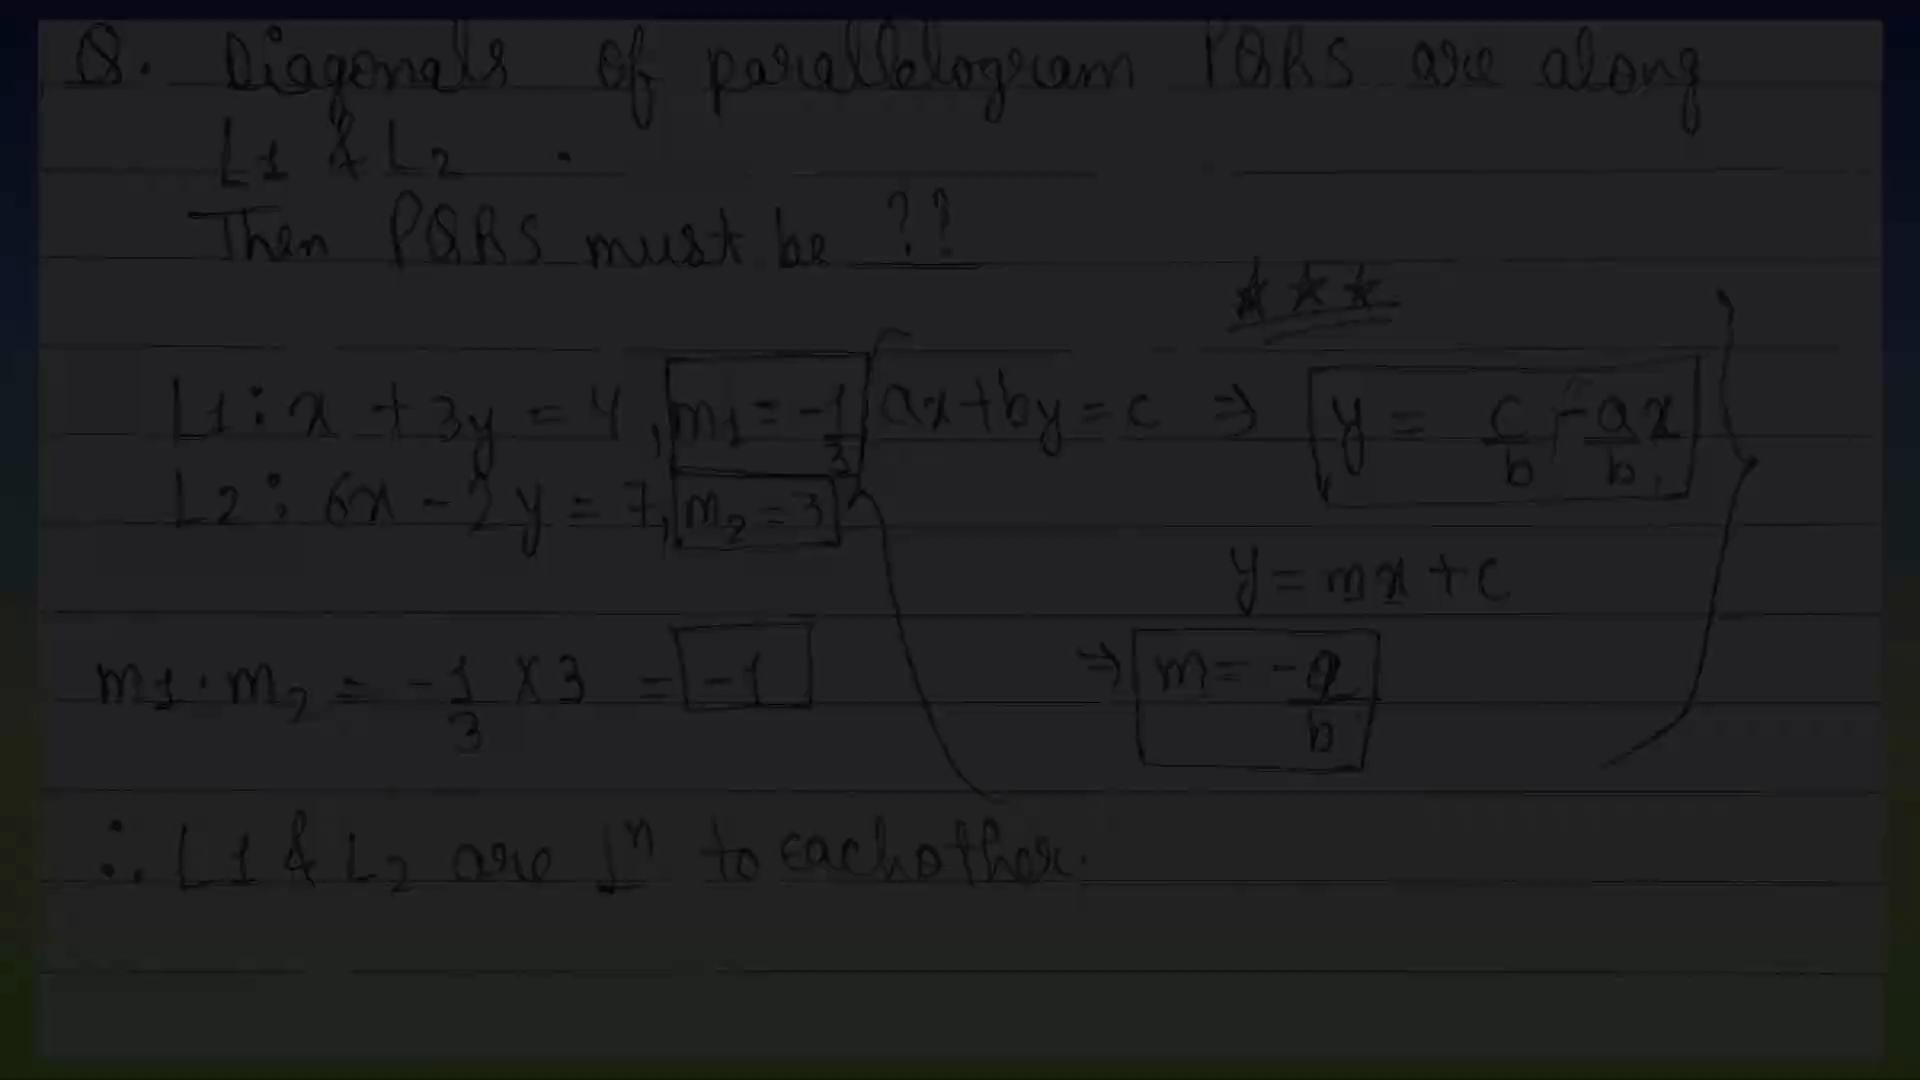 Q. Diagonals of parallelogram PQRS are along
L1 & L2 .
Then PQRS must be ??
L1 : x + 3y = 4, m1 = -1/3
L2 : 6x - 2y = 7, m2 = 3
ax + by = c ⇒ y = c/b - ax/b
y = mx + c
⇒ m = -a/b
m1 · m2 = -1/3 × 3 = -1
∴ L1 & L2 are ⊥n to eachother.